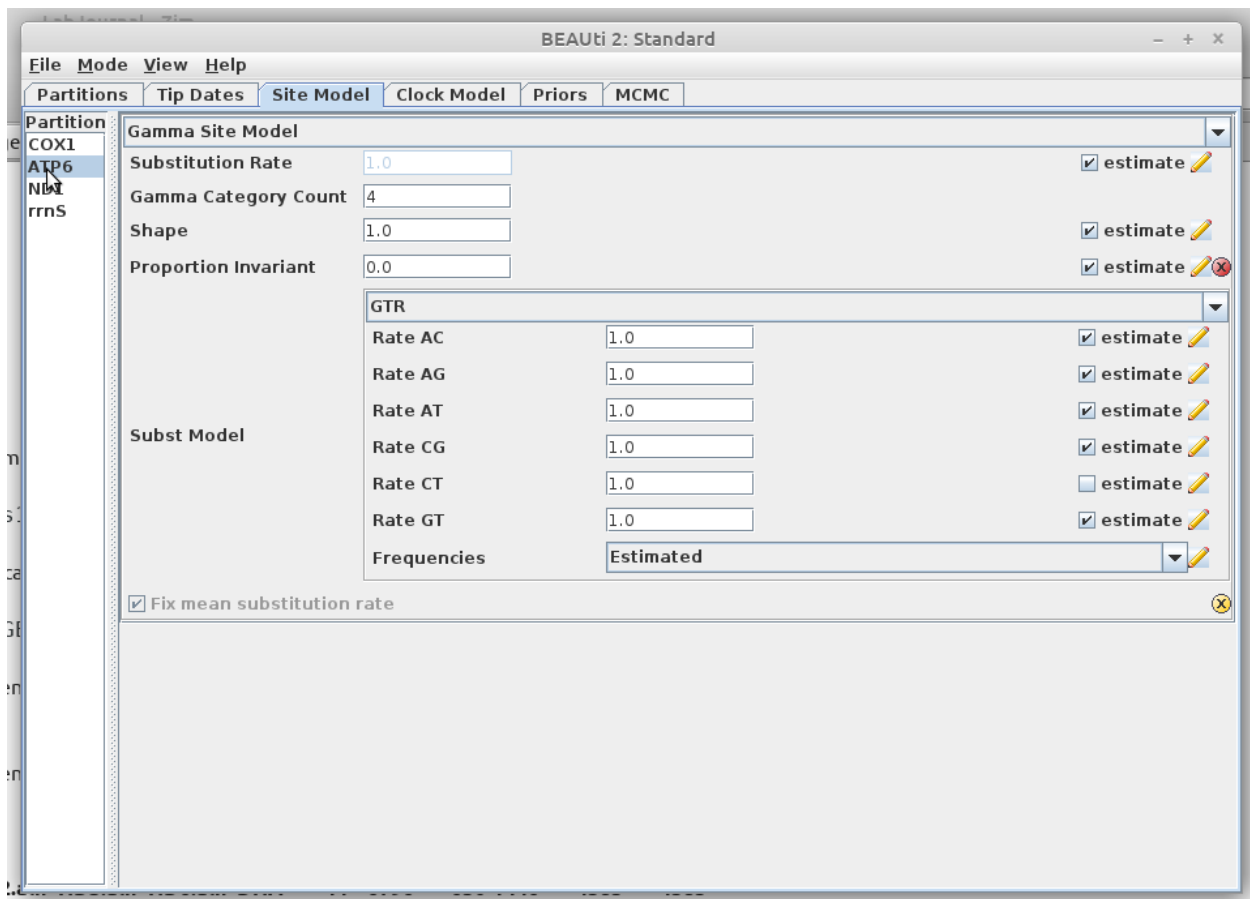 BEAUti 2: Standard
File Mode View Help
Partitions Tip Dates Site Model Clock Model Priors MCMC
Partition
COX1
ATP6
ND1
rrnS
Gamma Site Model
Substitution Rate 1.0 estimate
Gamma Category Count 4
Shape 1.0 estimate
Proportion Invariant 0.0 estimate
Subst Model
GTR
Rate AC 1.0 estimate
Rate AG 1.0 estimate
Rate AT 1.0 estimate
Rate CG 1.0 estimate
Rate CT 1.0 estimate
Rate GT 1.0 estimate
Frequencies Estimated
Fix mean substitution rate